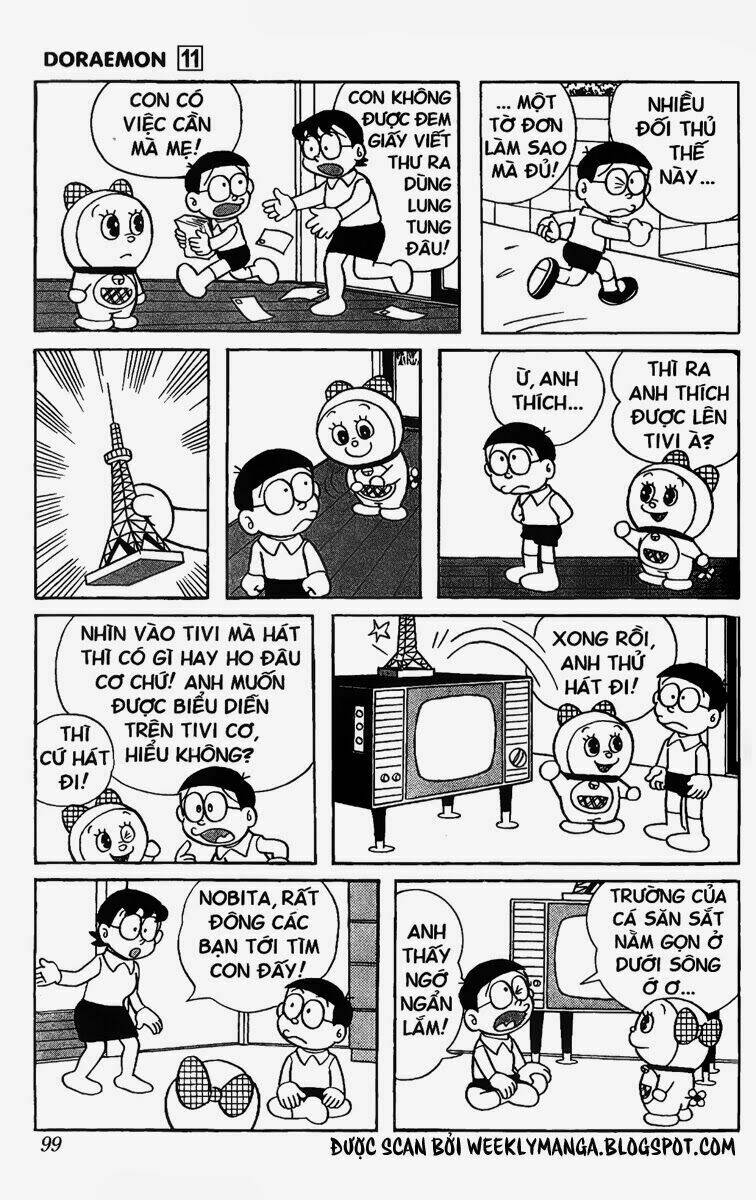 DORAEMON 11
NHIỀU
ĐỐI THỦ
THẾ
NÀY...
... MỘT
TỜ ĐƠN
LÀM SAO
MÀ ĐỦ!
CON KHÔNG
ĐƯỢC ĐEM
GIẤY VIẾT
THƯ RA
DÙNG
LUNG
TUNG
ĐÂU!
CON CÓ
VIỆC CẦN
MÀ MẸ!
THÌ RA
ANH THÍCH
ĐƯỢC LÊN
TIVI À?
Ừ, ANH
THÍCH...
XONG RỒI,
ANH THỬ
HÁT ĐI!
NHÌN VÀO TIVI MÀ HÁT
THÌ CÓ GÌ HAY HO ĐÂU
CƠ CHỨ! ANH MUỐN
ĐƯỢC BIỂU DIỄN
TRÊN TIVI CƠ,
HIỂU KHÔNG?
THÌ
CỨ HÁT
ĐI!
TRƯỜNG CỦA
CÁ SĂN SẮT
NẰM GỌN Ở
DƯỚI SÔNG
Ớ Ơ...
ANH
THẤY
NGỚ
NGẨN
LẮM!
NOBITA, RẤT
ĐÔNG CÁC
BẠN TỚI TÌM
CON ĐẤY!
99
ĐƯỢC SCAN BỞI WEEKLYMANGA.BLOGSPOT.COM